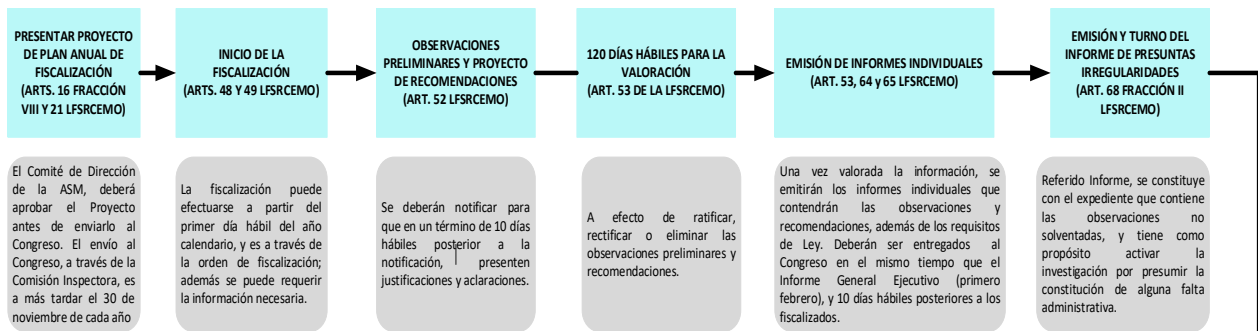 PRESENTAR PROYECTO
DE PLAN ANUAL DE
FISCALIZACIÓN
(ARTS. 16 FRACCIÓN
VIII Y 21 LFSRCEMO)
INICIO DE LA
FISCALIZACIÓN
(ARTS. 48 Y 49 LFSRCEMO)
OBSERVACIONES
PRELIMINARES Y PROYECTO
DE RECOMENDACIONES
(ART. 52 LFSRCEMO)
120 DÍAS HÁBILES PARA LA
VALORACIÓN
(ART. 53 DE LA LFSRCEMO)
EMISIÓN DE INFORMES INDIVIDUALES
(ART. 53, 64 y 65 LFSRCEMO)
EMISIÓN Y TURNO DEL
INFORME DE PRESUNTAS
IRREGULARIDADES
(ART. 68 FRACCIÓN II
LFSRCEMO)
El Comité de Dirección
de la ASM, deberá
aprobar el Proyecto
antes de enviarlo al
Congreso. El envío al
Congreso, a través de la
Comisión Inspectora, es
a más tardar el 30 de
noviembre de cada año
La fiscalización puede
efectuarse a partir del
primer día hábil del año
calendario, y es a través de
la orden de fiscalización;
además se puede requerir
la información necesaria.
Se deberán notificar para
que en un término de 10 días
hábiles posterior a la
notificación, presenten
justificaciones y aclaraciones.
A efecto de ratificar,
rectificar o eliminar las
observaciones preliminares y
recomendaciones.
Una vez valorada la información, se
emitirán los informes individuales que
contendrán las observaciones y
recomendaciones, además de los requisitos
de Ley. Deberán ser entregados al
Congreso en el mismo tiempo que el
Informe General Ejecutivo (primero
febrero), y 10 días hábiles posteriores a los
fiscalizados.
Referido Informe, se constituye
con el expediente que contiene
las observaciones no
solventadas, y tiene como
propósito activar la
investigación por presumir la
constitución de alguna falta
administrativa.